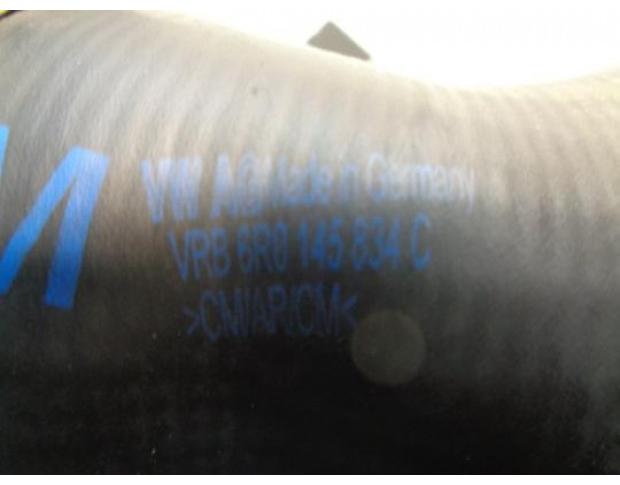 VW AG Made in Germany
VRB 6R0 145 834 C
>CM/AR/CM<